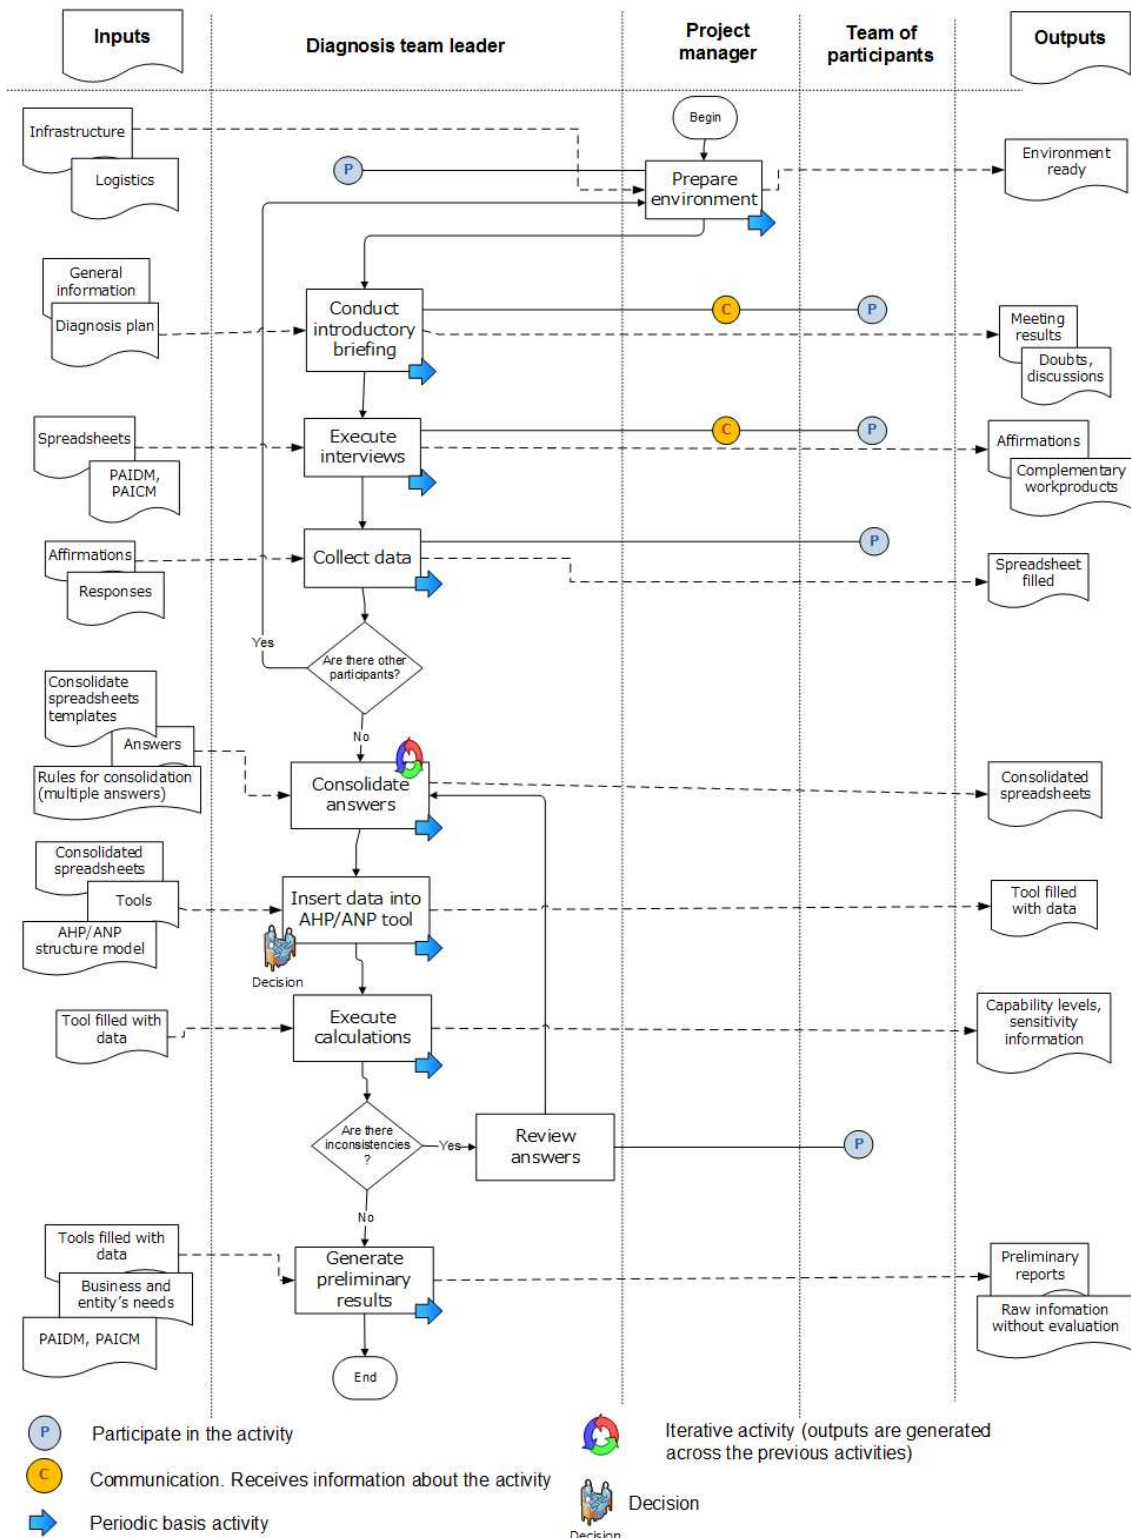 Inputs
Diagnosis team leader
Project
manager
Team of
participants
Outputs
Begin
Infrastructure
Logistics
P
Prepare
environment
Environment
ready
General
information
Diagnosis plan
Conduct
introductory
briefing
C
P
Meeting
results
Doubts,
discussions
Spreadsheets
PAIDM,
PAICM
Execute
interviews
C
P
Affirmations
Complementary
workproducts
Affirmations
Responses
Collect data
P
Spreadsheet
filled
Yes
Are there other
participants?
No
Consolidate
spreadsheets
templates
Answers
Rules for consolidation
(multiple answers)
Consolidate
answers
Consolidated
spreadsheets
Consolidated
spreadsheets
Tools
AHP/ANP
structure model
Insert data into
AHP/ANP tool
Decision
Tool filled
with data
Tool filled with
data
Execute
calculations
Capability levels,
sensitivity
information
Are there
inconsistencies
?
Yes
Review
answers
P
No
Tools filled with
data
Business and
entity's needs
PAIDM, PAICM
Generate
preliminary
results
Preliminary
reports
Raw infomation
without evaluation
End
P
Participate in the activity
C
Communication. Receives information about the activity
Periodic basis activity
Iterative activity (outputs are generated
across the previous activities)
Decision
Decision